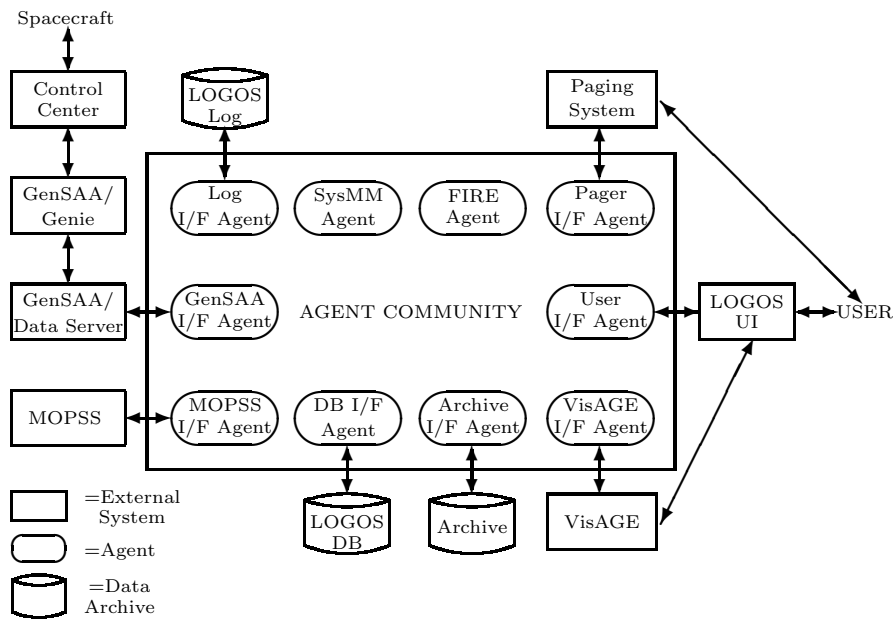 Spacecraft
Control
Center
LOGOS
Log
Paging
System
GenSAA/
Genie
Log
I/F Agent
SysMM
Agent
FIRE
Agent
Pager
I/F Agent
GenSAA/
Data Server
GenSAA
I/F Agent
AGENT COMMUNITY
User
I/F Agent
LOGOS
UI
USER
MOPSS
MOPSS
I/F Agent
DB I/F
Agent
Archive
I/F Agent
VisAGE
I/F Agent
LOGOS
DB
Archive
VisAGE
=External
System
=Agent
=Data
Archive